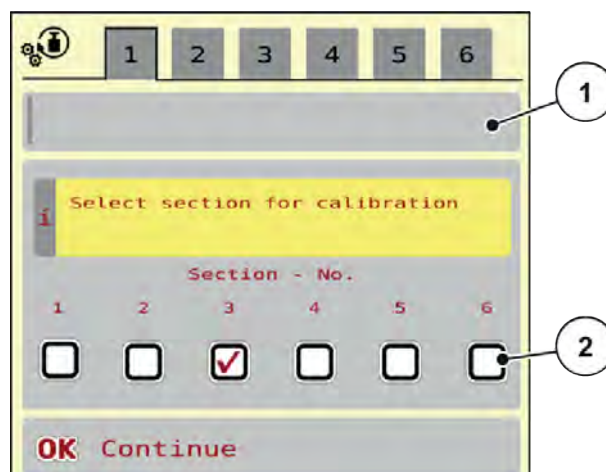 1 2 3 4 5 6
1
i Select section for calibration
Section - No.
1 2 3 4 5 6
2
OK Continue